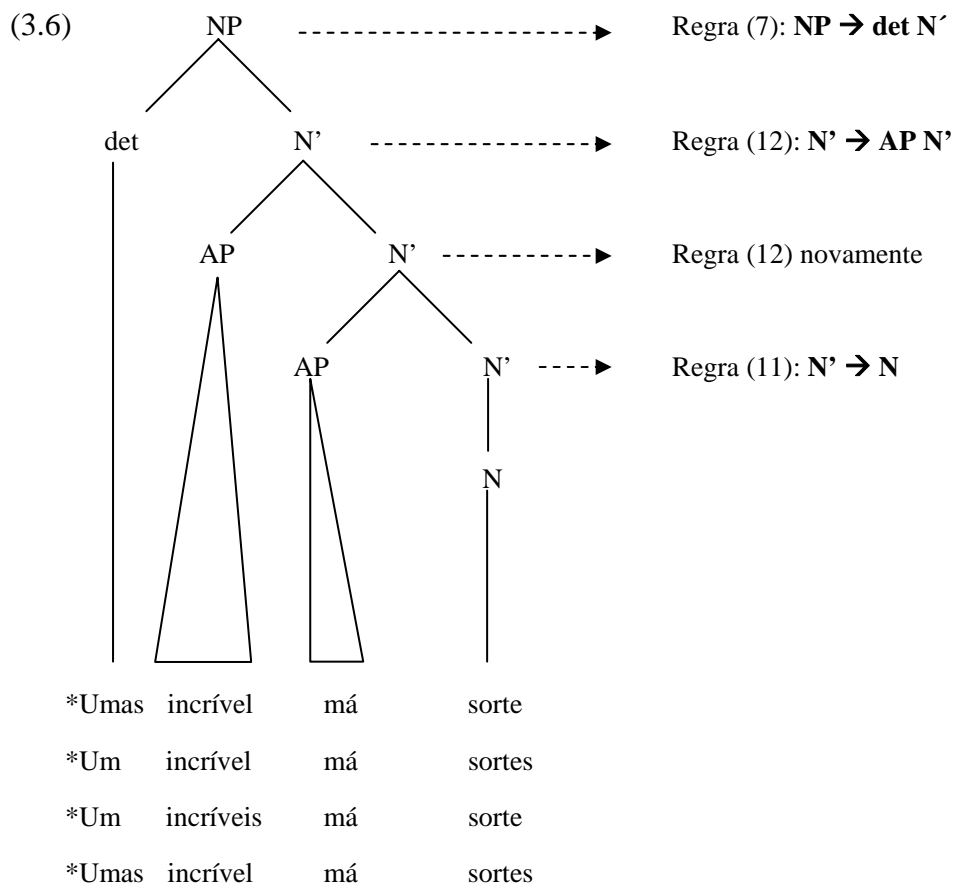 (3.6) NP Regra (7): NP → det N´
det N’ Regra (12): N’ → AP N’
AP N’ Regra (12) novamente
AP N’ Regra (11): N’ → N
N
*Umas incrível má sorte
*Um incrível má sortes
*Um incríveis má sorte
*Umas incrível má sortes